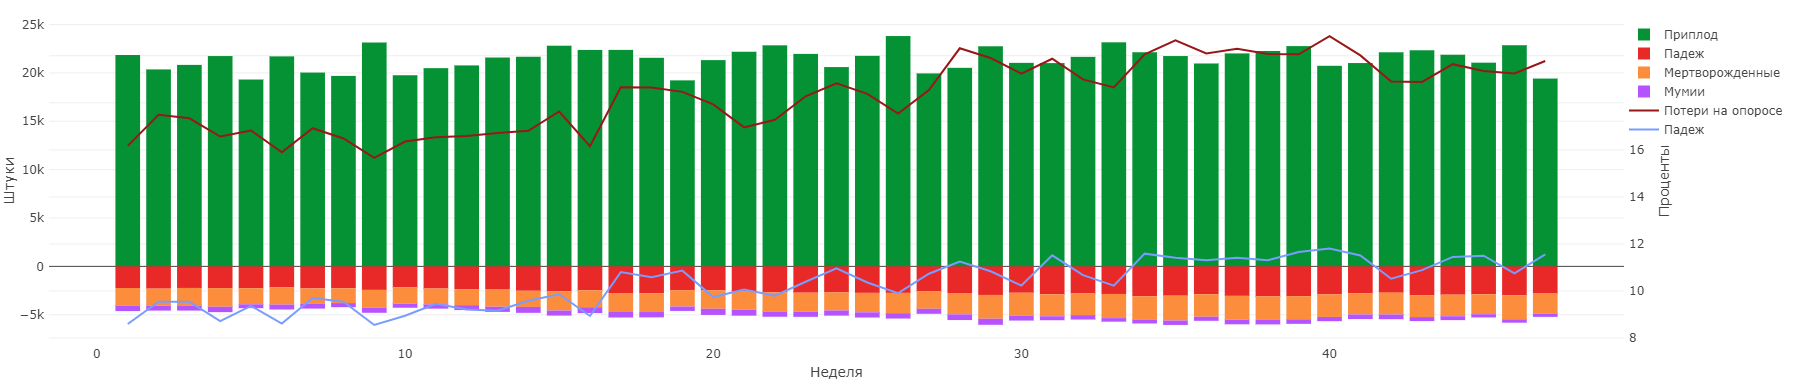 25k
20k
15k
10k
5k
0
−5k
Штуки
0
10
20
30
40
Неделя
16
14
12
10
8
Проценты
Приплод
Падеж
Мертворожденные
Мумии
Потери на опоросе
Падеж